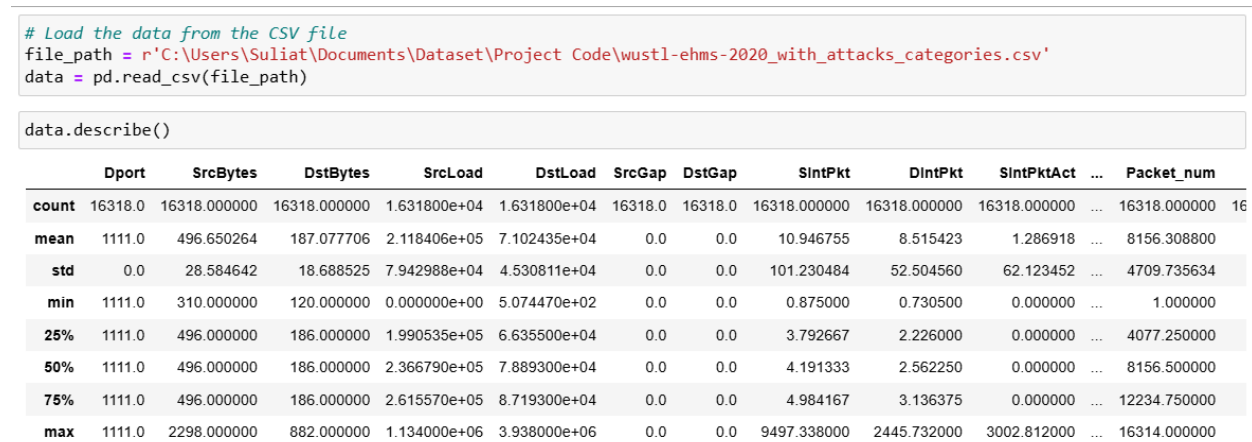 # Load the data from the CSV file
file_path = r'C:\Users\Suliat\Documents\Dataset\Project Code\wustl-ehms-2020_with_attacks_categories.csv'
data = pd.read_csv(file_path)
data.describe()
Dport SrcBytes DstBytes SrcLoad DstLoad SrcGap DstGap SIntPkt DIntPkt SIntPktAct ... Packet_num
count 16318.0 16318.000000 16318.000000 1.631800e+04 1.631800e+04 16318.0 16318.0 16318.000000 16318.000000 16318.000000 ... 16318.000000 16
mean 1111.0 496.650264 187.077706 2.118406e+05 7.102435e+04 0.0 0.0 10.946755 8.515423 1.286918 ... 8156.308800
std 0.0 28.584642 18.688525 7.942988e+04 4.530811e+04 0.0 0.0 101.230484 52.504560 62.123452 ... 4709.735634
min 1111.0 310.000000 120.000000 0.000000e+00 5.074470e+02 0.0 0.0 0.875000 0.730500 0.000000 ... 1.000000
25% 1111.0 496.000000 186.000000 1.990535e+05 6.635500e+04 0.0 0.0 3.792667 2.226000 0.000000 ... 4077.250000
50% 1111.0 496.000000 186.000000 2.366790e+05 7.889300e+04 0.0 0.0 4.191333 2.562250 0.000000 ... 8156.500000
75% 1111.0 496.000000 186.000000 2.615570e+05 8.719300e+04 0.0 0.0 4.984167 3.136375 0.000000 ... 12234.750000
max 1111.0 2298.000000 882.000000 1.134000e+06 3.938000e+06 0.0 0.0 9497.338000 2445.732000 3002.812000 ... 16314.000000